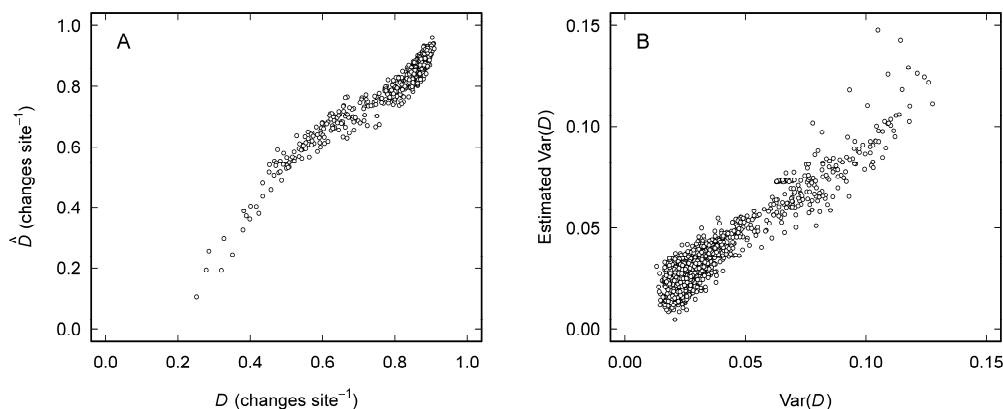 A
1.0
0.8
0.6
0.4
0.2
0.0
D̂ (changes site⁻¹)
0.0 0.2 0.4 0.6 0.8 1.0
D (changes site⁻¹)
B
0.15
0.10
0.05
0.00
Estimated Var(D)
0.00 0.05 0.10 0.15
Var(D)